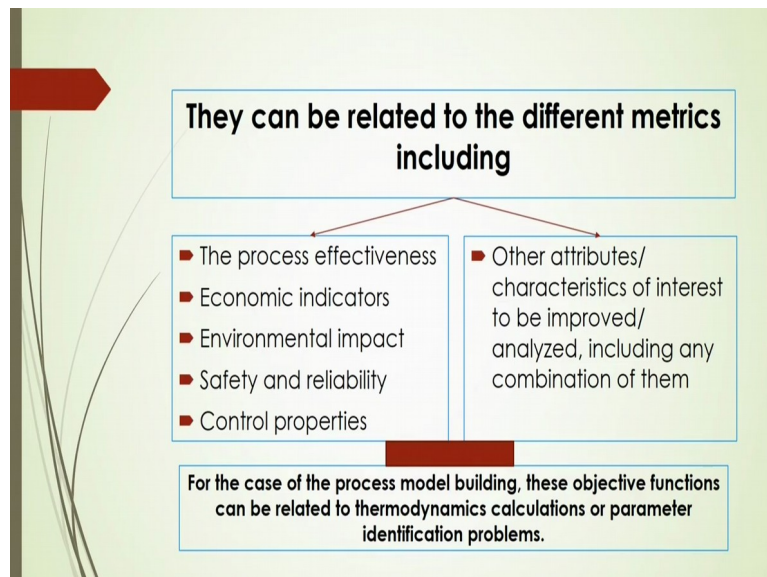 They can be related to the different metrics
including
The process effectiveness
Economic indicators
Environmental impact
Safety and reliability
Control properties
Other attributes/
characteristics of interest
to be improved/
analyzed, including any
combination of them
For the case of the process model building, these objective functions
can be related to thermodynamics calculations or parameter
identification problems.